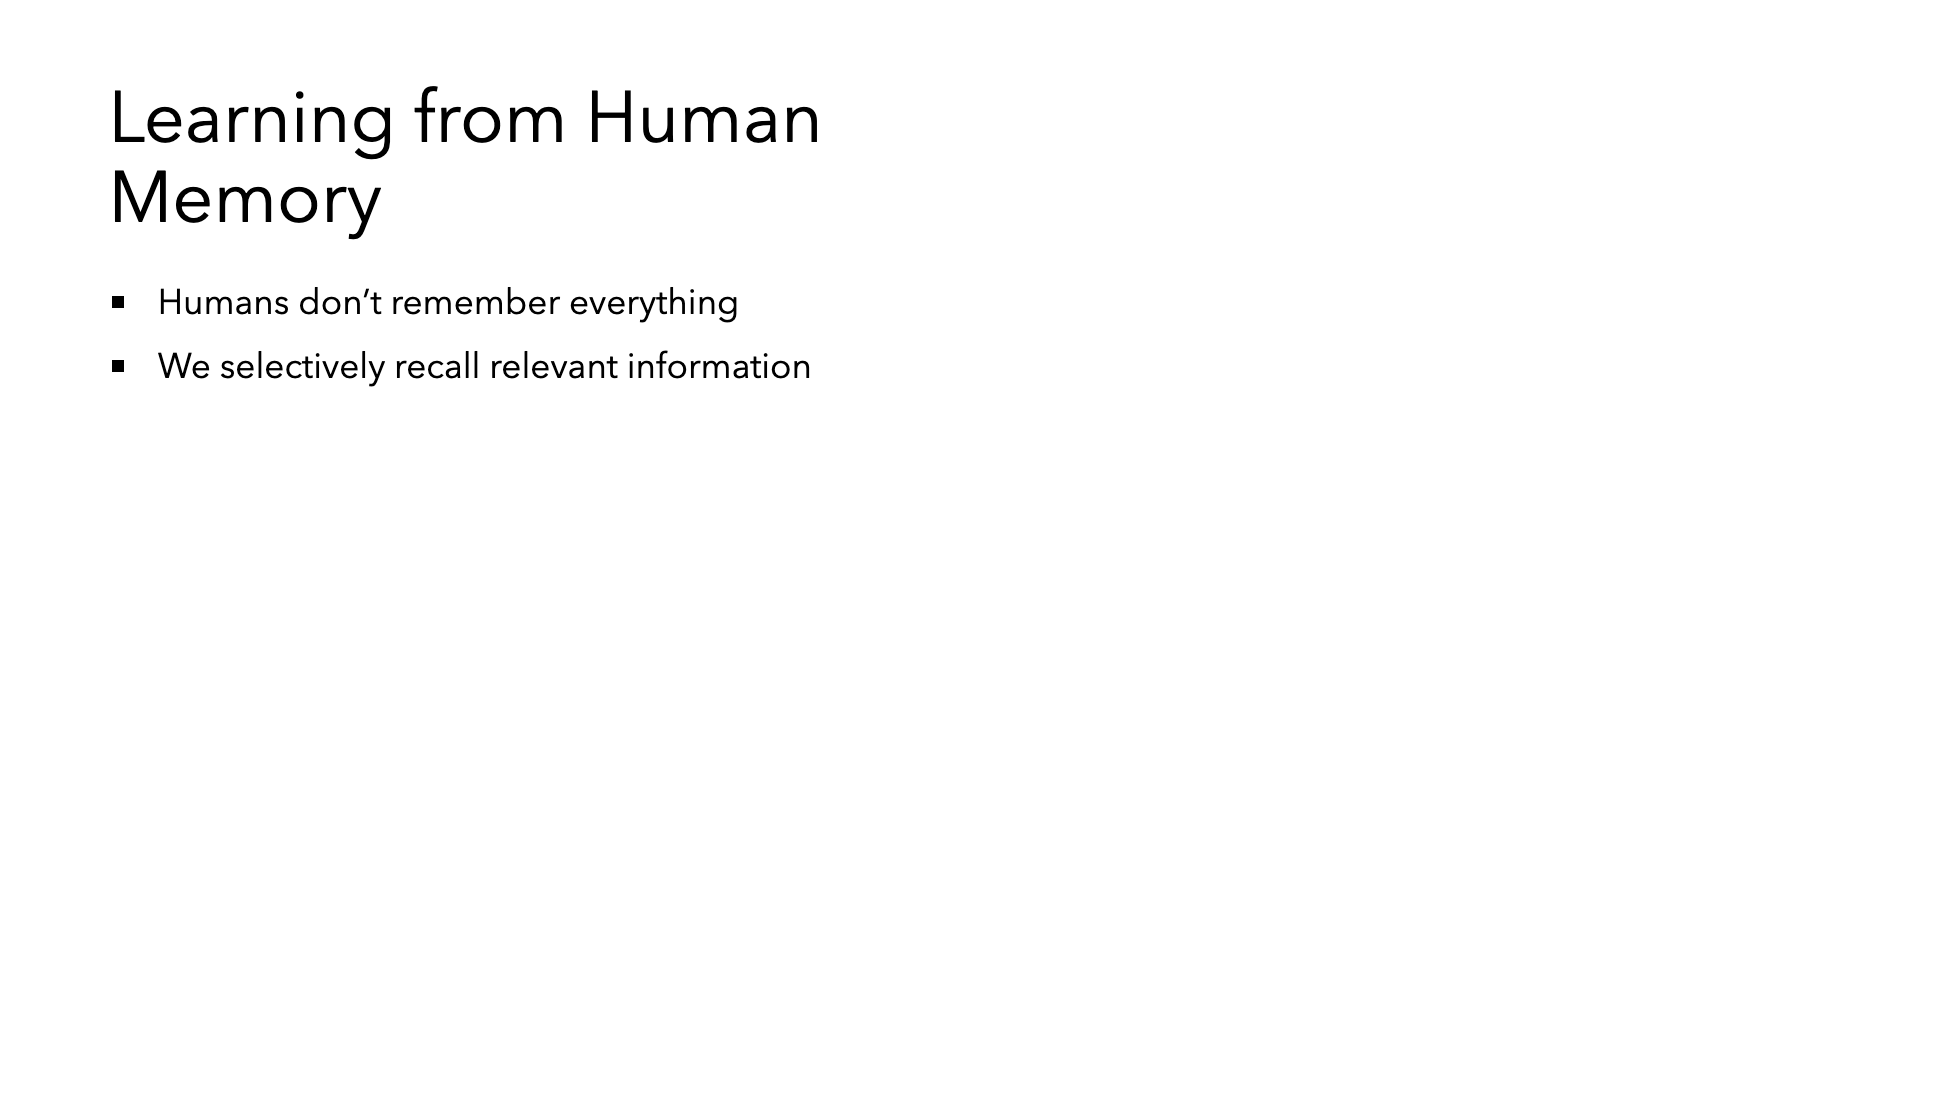 Learning from Human
Memory
▪ Humans don’t remember everything
▪ We selectively recall relevant information